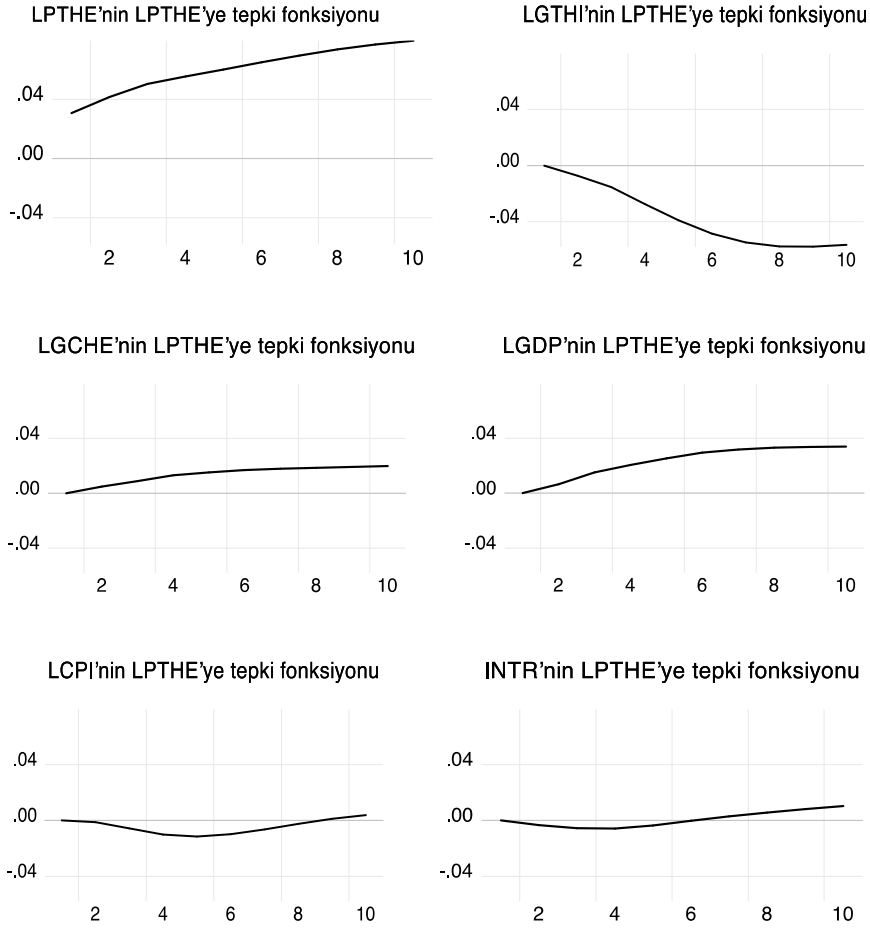 LPTHE'nin LPTHE'ye tepki fonksiyonu
.04
.00
-.04
2 4 6 8 10
LGTHI'nin LPTHE'ye tepki fonksiyonu
.04
.00
-.04
2 4 6 8 10
LGCHE'nin LPTHE'ye tepki fonksiyonu
.04
.00
-.04
2 4 6 8 10
LGDP'nin LPTHE'ye tepki fonksiyonu
.04
.00
-.04
2 4 6 8 10
LCPI'nin LPTHE'ye tepki fonksiyonu
.04
.00
-.04
2 4 6 8 10
INTR'nin LPTHE'ye tepki fonksiyonu
.04
.00
-.04
2 4 6 8 10